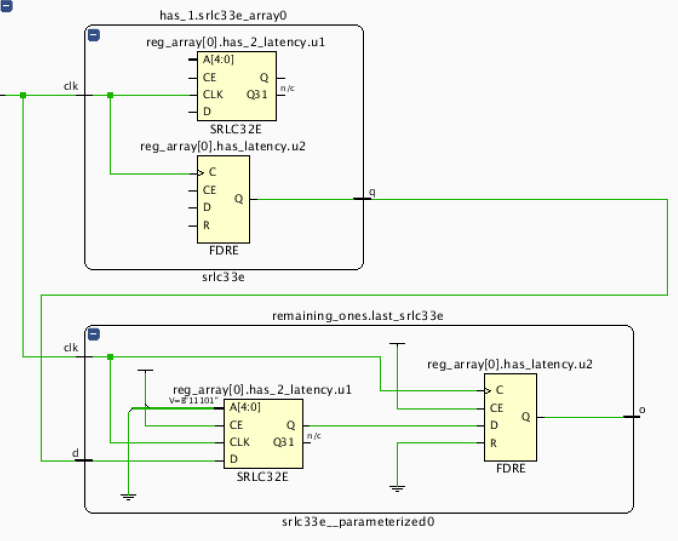 has_1.srlc33e_array0
reg_array[0].has_2_latency.u1
A[4:0]
CE Q
clk CLK Q31 n/c
D
SRLC32E
reg_array[0].has_latency.u2
C
CE
D Q q
R
FDRE
srlc33e
remaining_ones.last_srlc33e
clk
reg_array[0].has_latency.u2
reg_array[0].has_2_latency.u1
V=B"11101"
A[4:0]
CE Q
CLK Q31 n/c
d D
SRLC32E
C
CE
D Q o
R
FDRE
srlc33e__parameterized0